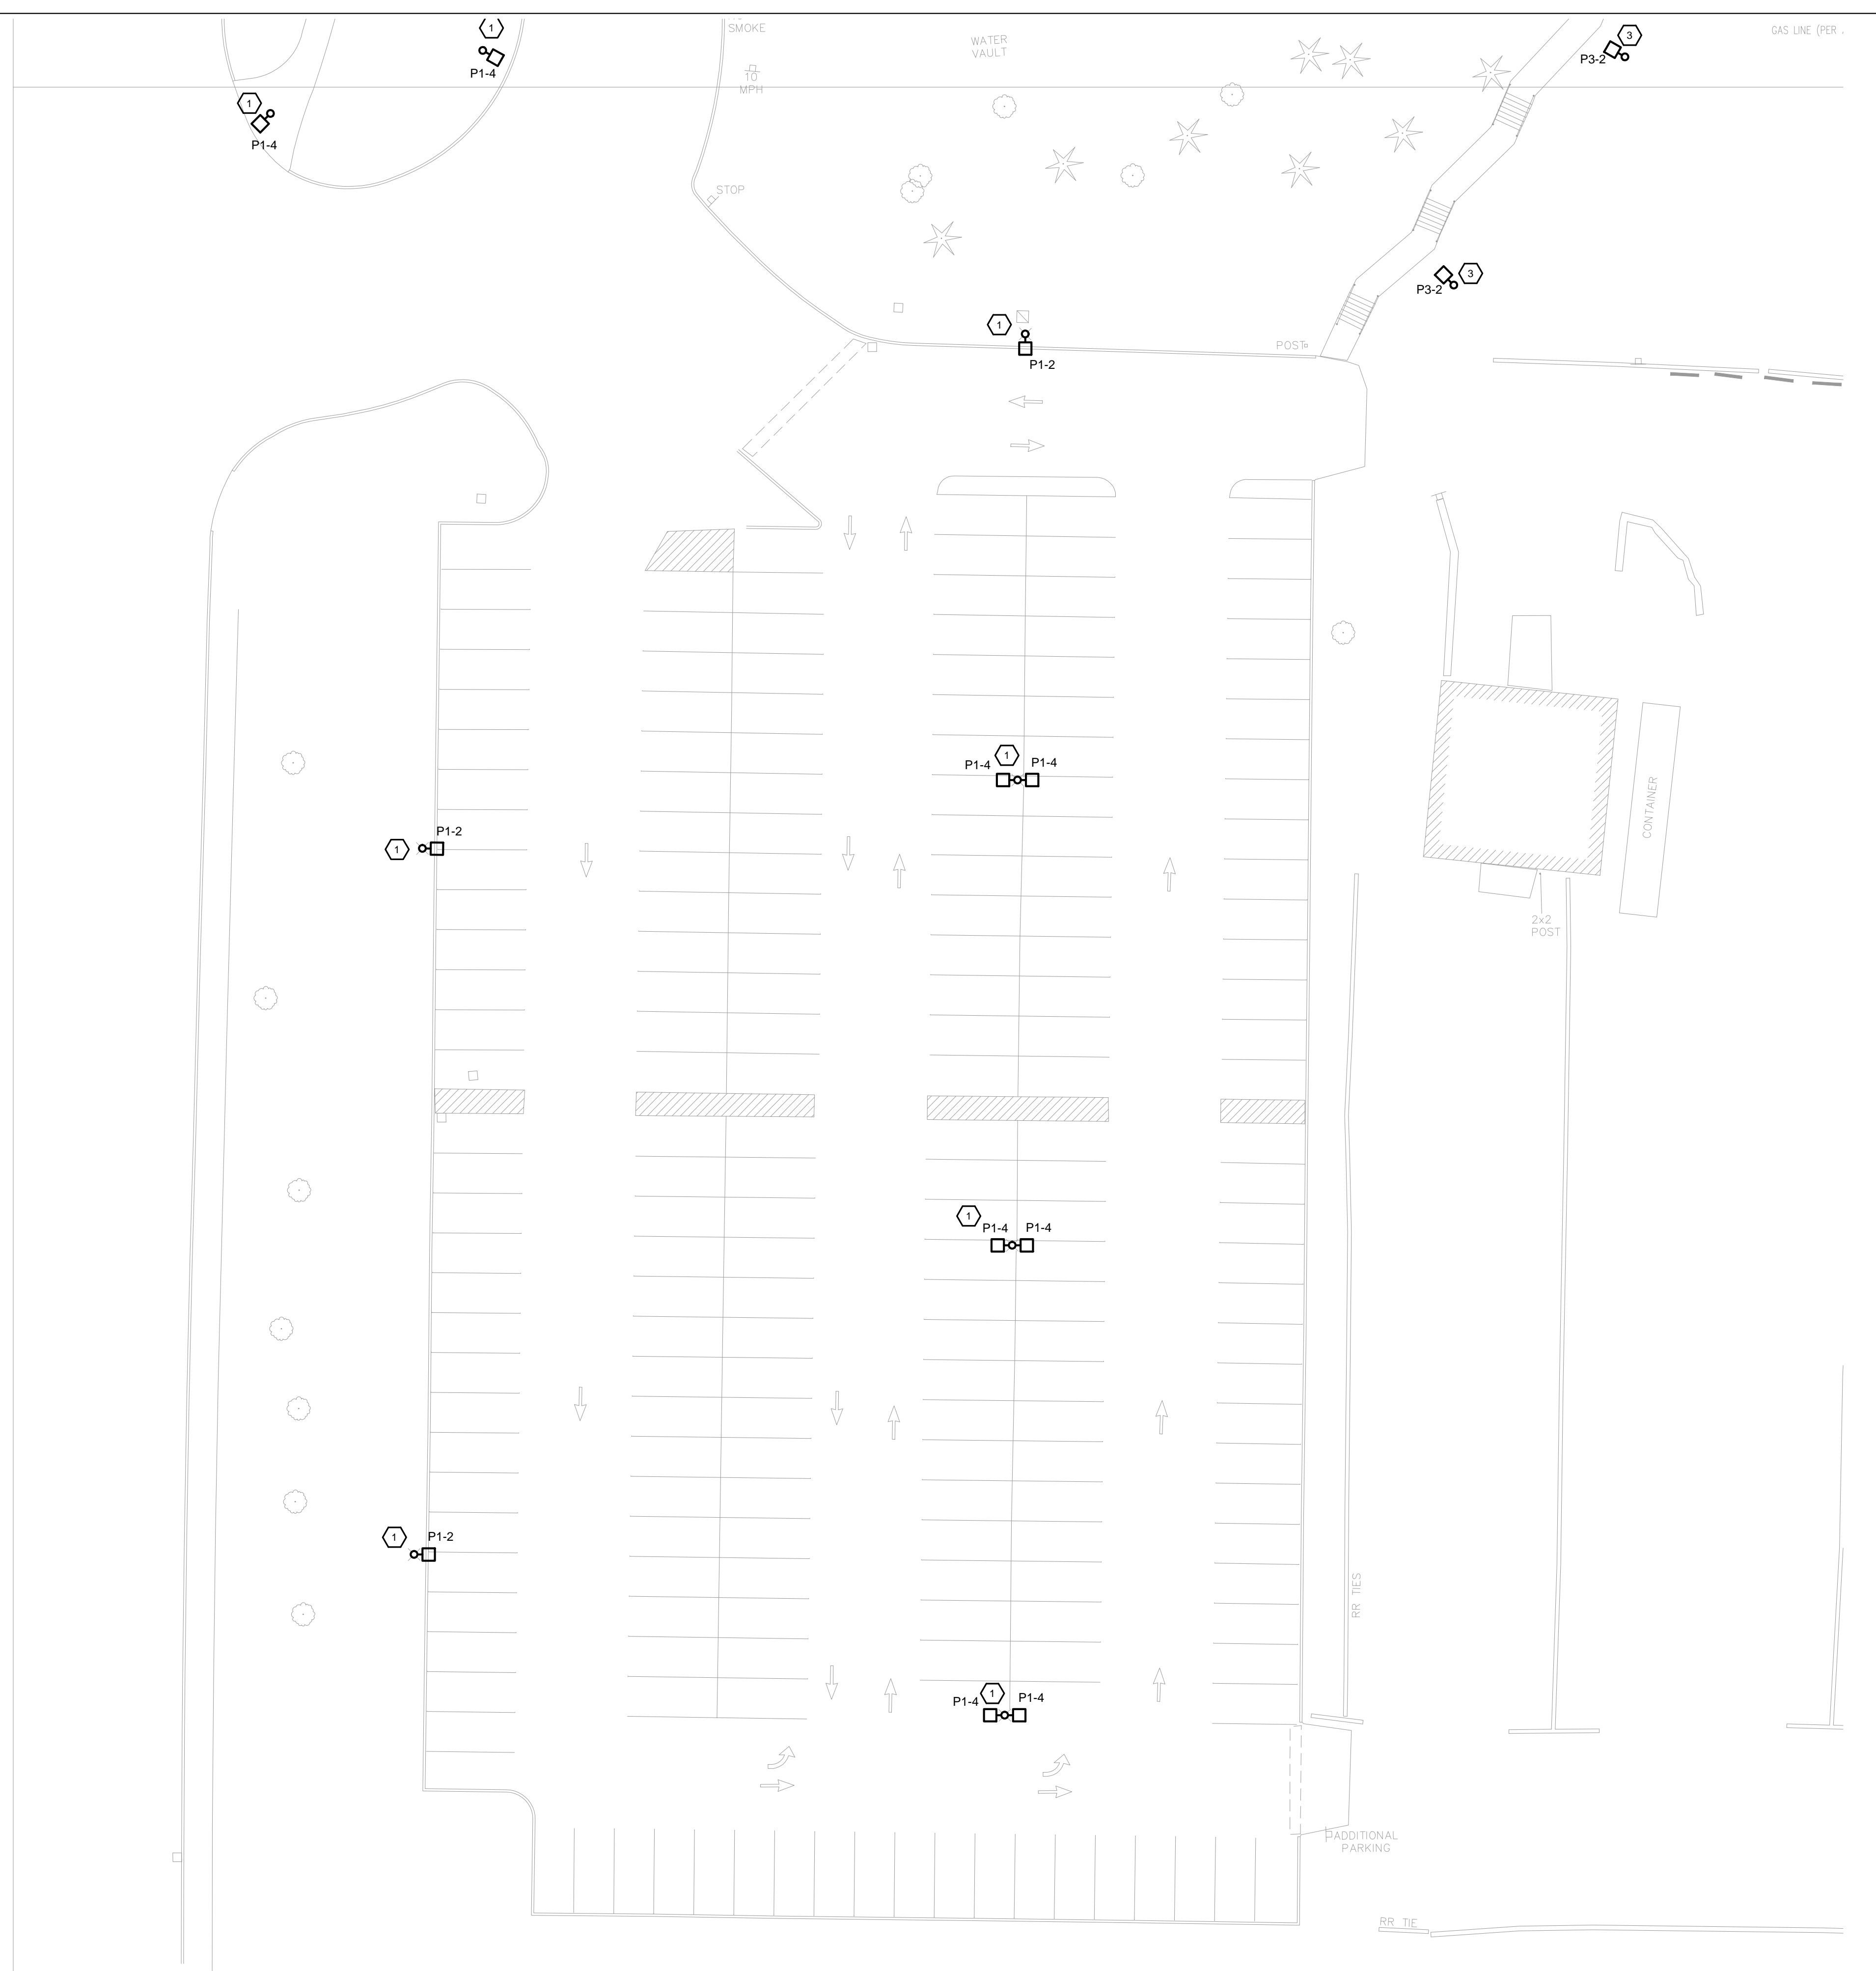 SMOKE
1
P1-4
WATER
VAULT
GAS LINE (PER .
3
P3-2
10
MPH
1
P1-4
STOP
3
P3-2
1
P1-2
POST
1
P1-4 P1-4
CONTAINER
P1-2
1
2x2
POST
1
P1-4 P1-4
1
P1-2
RR TIES
1
P1-4 P1-4
ADDITIONAL
PARKING
RR TIE